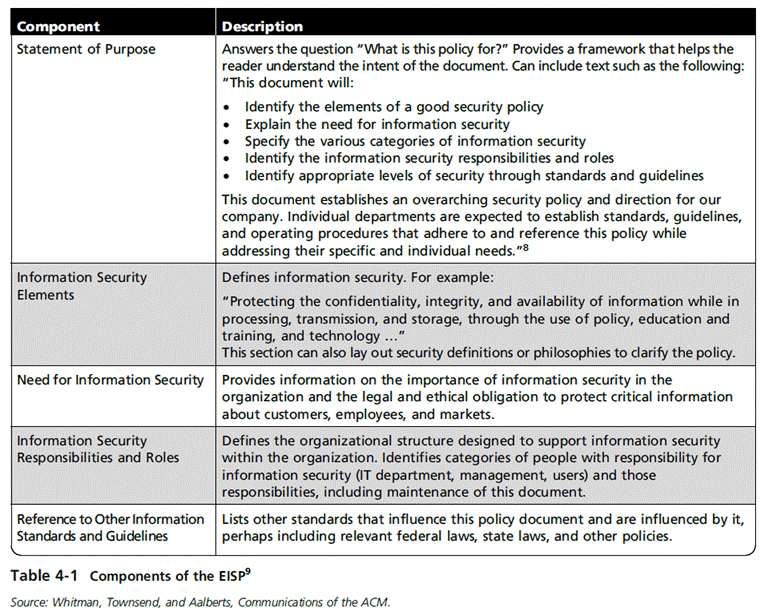 Component Description
Statement of Purpose
Answers the question “What is this policy for?” Provides a framework that helps the
reader understand the intent of the document. Can include text such as the following:
“This document will:
• Identify the elements of a good security policy
• Explain the need for information security
• Specify the various categories of information security
• Identify the information security responsibilities and roles
• Identify appropriate levels of security through standards and guidelines
This document establishes an overarching security policy and direction for our
company. Individual departments are expected to establish standards, guidelines,
and operating procedures that adhere to and reference this policy while
addressing their specific and individual needs.”8
Information Security
Elements
Defines information security. For example:
“Protecting the confidentiality, integrity, and availability of information while in
processing, transmission, and storage, through the use of policy, education and
training, and technology …”
This section can also lay out security definitions or philosophies to clarify the policy.
Need for Information Security
Provides information on the importance of information security in the
organization and the legal and ethical obligation to protect critical information
about customers, employees, and markets.
Information Security
Responsibilities and Roles
Defines the organizational structure designed to support information security
within the organization. Identifies categories of people with responsibility for
information security (IT department, management, users) and those
responsibilities, including maintenance of this document.
Reference to Other Information
Standards and Guidelines
Lists other standards that influence this policy document and are influenced by it,
perhaps including relevant federal laws, state laws, and other policies.
Table 4-1 Components of the EISP9
Source: Whitman, Townsend, and Aalberts, Communications of the ACM.